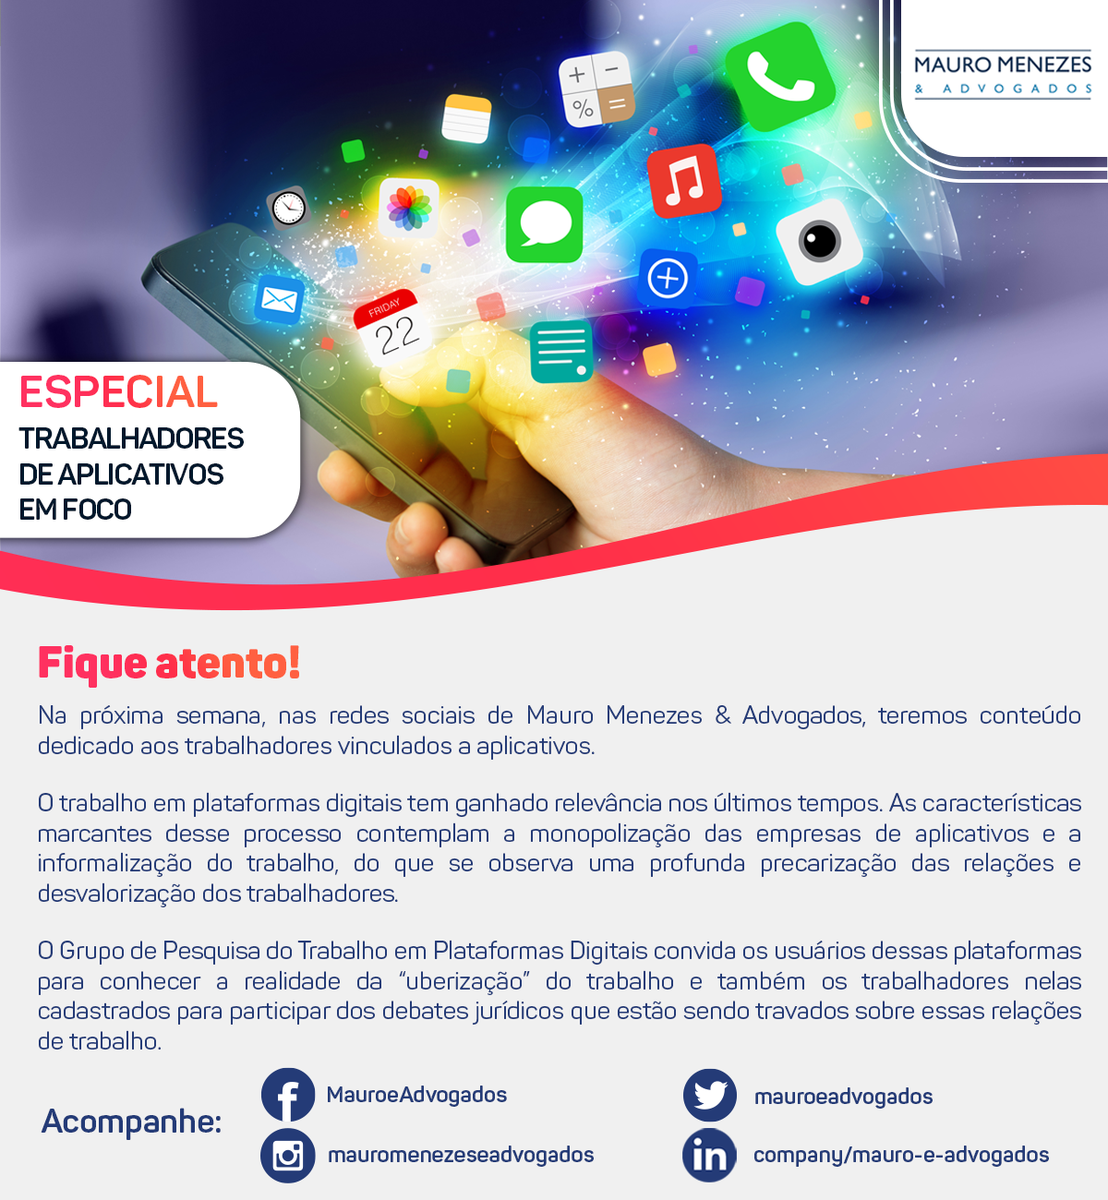 MAURO MENEZES
& ADVOGADOS
FRIDAY
22
ESPECIAL
TRABALHADORES
DE APLICATIVOS
EM FOCO
Fique atento!
Na próxima semana, nas redes sociais de Mauro Menezes & Advogados, teremos conteúdo
dedicado aos trabalhadores vinculados a aplicativos.
O trabalho em plataformas digitais tem ganhado relevância nos últimos tempos. As características
marcantes desse processo contemplam a monopolização das empresas de aplicativos e a
informalização do trabalho, do que se observa uma profunda precarização das relações e
desvalorização dos trabalhadores.
O Grupo de Pesquisa do Trabalho em Plataformas Digitais convida os usuários dessas plataformas
para conhecer a realidade da “uberização” do trabalho e também os trabalhadores nelas
cadastrados para participar dos debates jurídicos que estão sendo travados sobre essas relações
de trabalho.
Acompanhe:
MauroeAdvogados
mauroeadvogados
mauromenezeseadvogados
company/mauro-e-advogados